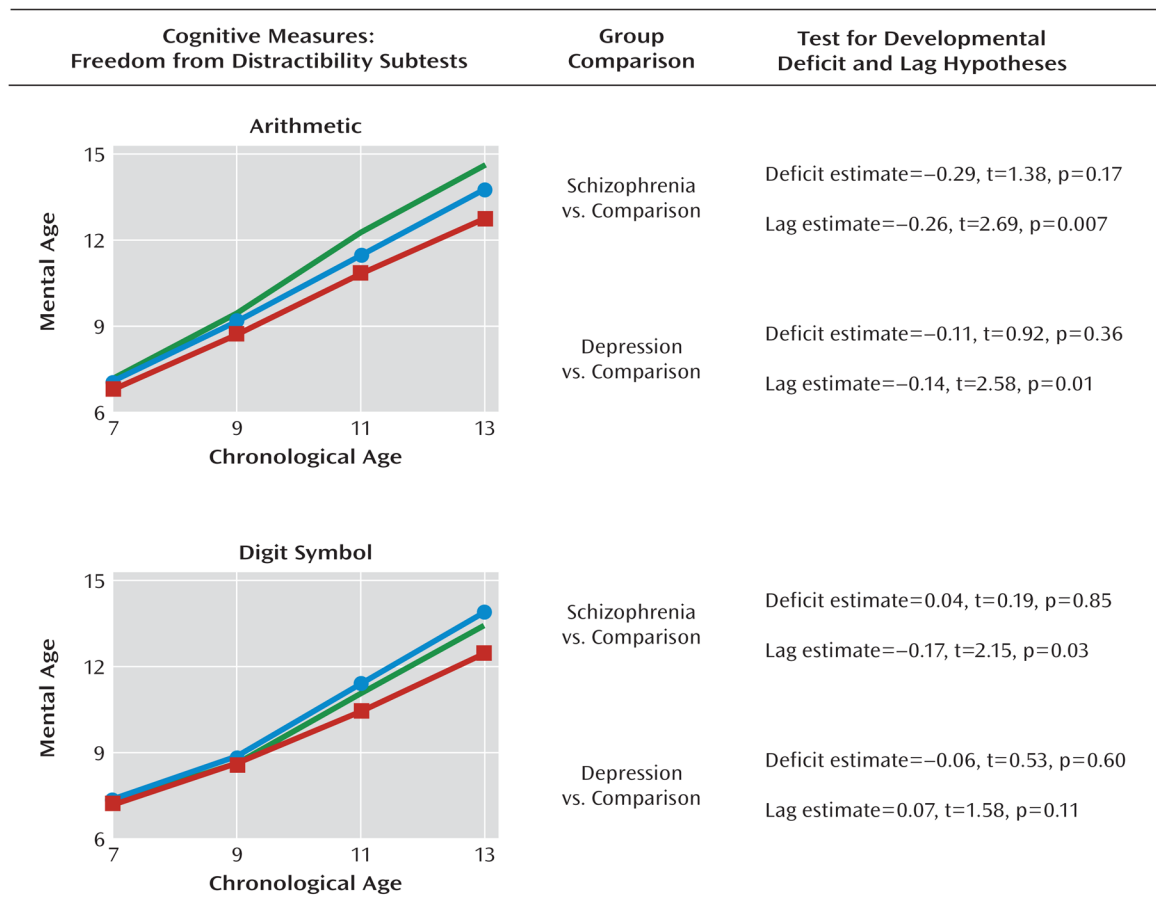 Cognitive Measures:
Freedom from Distractibility Subtests
Group
Comparison
Test for Developmental
Deficit and Lag Hypotheses
Arithmetic
15
12
9
6
Mental Age
7 9 11 13
Chronological Age
Schizophrenia
vs. Comparison
Deficit estimate=–0.29, t=1.38, p=0.17
Lag estimate=–0.26, t=2.69, p=0.007
Depression
vs. Comparison
Deficit estimate=–0.11, t=0.92, p=0.36
Lag estimate=–0.14, t=2.58, p=0.01
Digit Symbol
15
12
9
6
Mental Age
7 9 11 13
Chronological Age
Schizophrenia
vs. Comparison
Deficit estimate=0.04, t=0.19, p=0.85
Lag estimate=–0.17, t=2.15, p=0.03
Depression
vs. Comparison
Deficit estimate=–0.06, t=0.53, p=0.60
Lag estimate=0.07, t=1.58, p=0.11